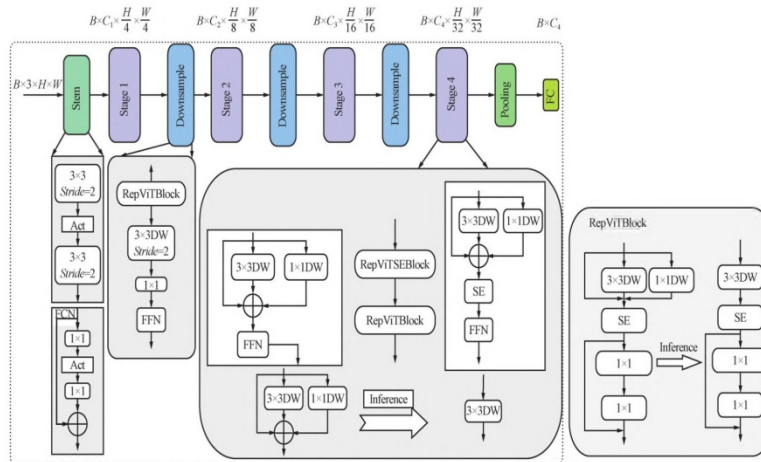 B×C₁×H/4×W/4
B×C₂×H/8×W/8
B×C₃×H/16×W/16
B×C₄×H/32×W/32
B×C₄
B×3×H×W
Stem
Stage 1
Downsample
Stage 2
Downsample
Stage 3
Downsample
Stage 4
Pooling
FC
3×3
Stride=2
Act
3×3
Stride=2
FCN
1×1
Act
1×1
RepViTBlock
3×3DW
Stride=2
1×1
FFN
3×3DW
1×1DW
FFN
3×3DW
1×1DW
Inference
RepViTSEBlock
RepViTBlock
3×3DW
1×1DW
SE
FFN
3×3DW
RepViTBlock
3×3DW
1×1DW
SE
1×1
1×1
Inference
3×3DW
SE
1×1
1×1